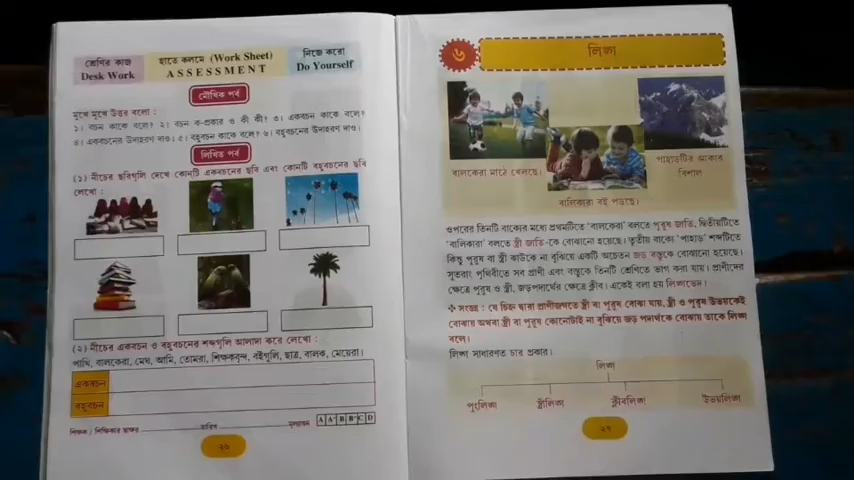 শ্রেণির কাজ
Desk Work
হাতে কলমে (Work Sheet)
ASSESSMENT
নিজে করো
Do Yourself
মৌখিক পর্ব
মুখে মুখে উত্তর বলো :
১। বচন কাকে বলে? ২। বচন ক-প্রকার ও কী কী? ৩। একবচন কাকে বলে?
৪। একবচনের উদাহরণ দাও। ৫। বহুবচন কাকে বলে? ৬। বহুবচনের উদাহরণ দাও।
লিখিত পর্ব
(১) নীচের ছবিগুলি দেখে কোনটি একবচনের ছবি এবং কোনটি বহুবচনের ছবি
লেখো :
(২) নীচের একবচন ও বহুবচনের শব্দগুলি আলাদা করে লেখো :
পাখি, বালকেরা, মেঘ, আমি, তোমরা, শিক্ষকবৃন্দ, বইগুলি, ছাত্র, বালক, মেয়েরা।
একবচন
বহুবচন
শিক্ষক / শিক্ষিকার স্বাক্ষর তারিখ মূল্যায়ন A+ A B+ B C D
২৬
৬
লিঙ্গ
বালকেরা মাঠে খেলছে।
বালিকারা বই পড়ছে।
পাহাড়টির আকার
বিশাল
ওপরের তিনটি বাক্যের মধ্যে প্রথমটিতে 'বালকেরা' বলতে পুরুষ জাতি, দ্বিতীয়টিতে
'বালিকারা' বলতে স্ত্রী জাতি-কে বোঝানো হয়েছে। তৃতীয় বাক্যে 'পাহাড়' শব্দটিতে
কিন্তু পুরুষ বা স্ত্রী কাউকে না বুঝিয়ে একটি অচেতন জড় বস্তুকে বোঝানো হয়েছে।
সুতরাং পৃথিবীতে সব প্রাণী এবং বস্তুকে তিনটি শ্রেণিতে ভাগ করা যায়। প্রাণীদের
ক্ষেত্রে পুরুষ ও স্ত্রী, জড়পদার্থের ক্ষেত্রে ক্লীব। একেই বলা হয় লিঙ্গভেদ।
❖ সংজ্ঞা : যে চিহ্ন দ্বারা প্রাণীজগতে স্ত্রী বা পুরুষ বোঝা যায়, স্ত্রী ও পুরুষ উভয়কেই
বোঝায় অথবা স্ত্রী বা পুরুষ কোনোটাই না বুঝিয়ে জড় পদার্থকে বোঝায় তাকে লিঙ্গ
বলে।
লিঙ্গ সাধারণত চার প্রকার।
লিঙ্গ
পুংলিঙ্গ স্ত্রীলিঙ্গ ক্লীবলিঙ্গ উভয়লিঙ্গ
২৭